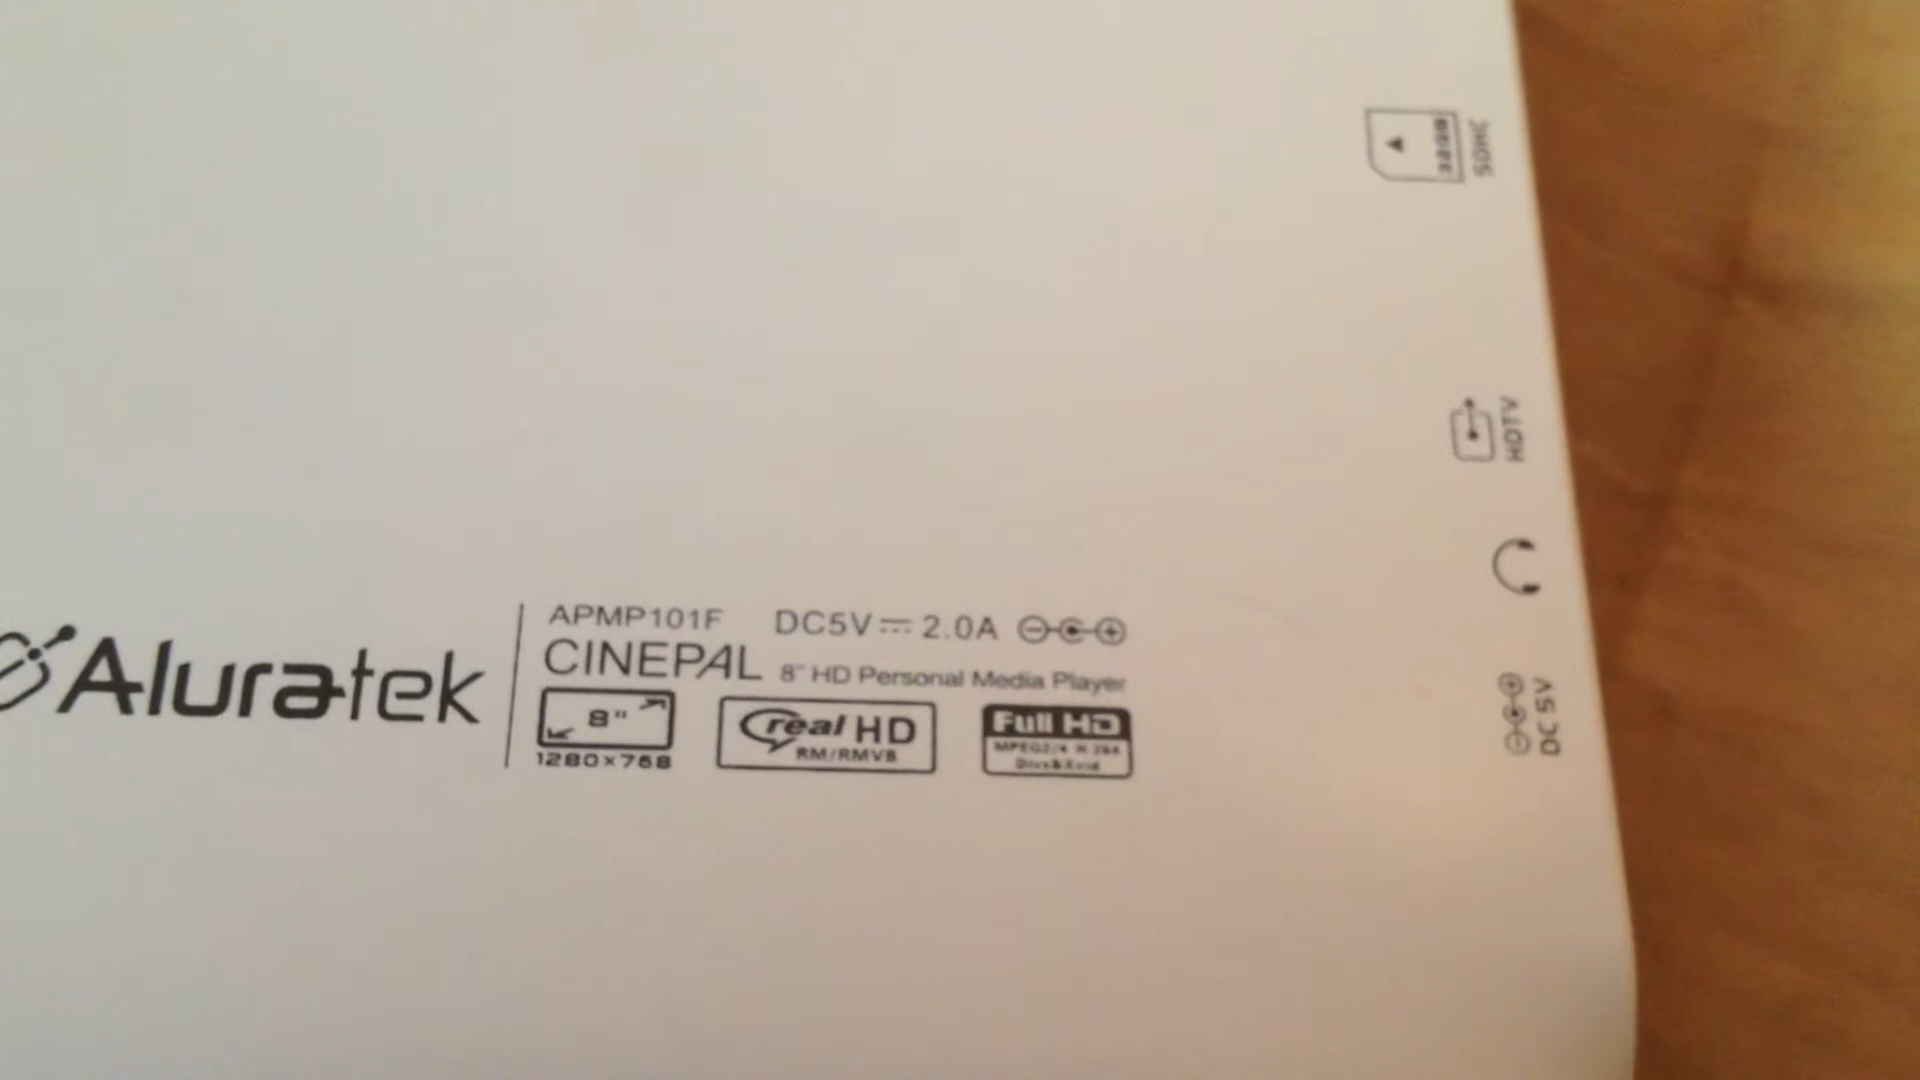 Aluratek
APMP101F DC5V 2.0A
CINEPAL 8" HD Personal Media Player
8"
1280×768
real HD
RM/RMVB
Full HD
MPEG2/4 H.264
Divx&Xvid
32GB
SDHC
HDTV
DC 5V